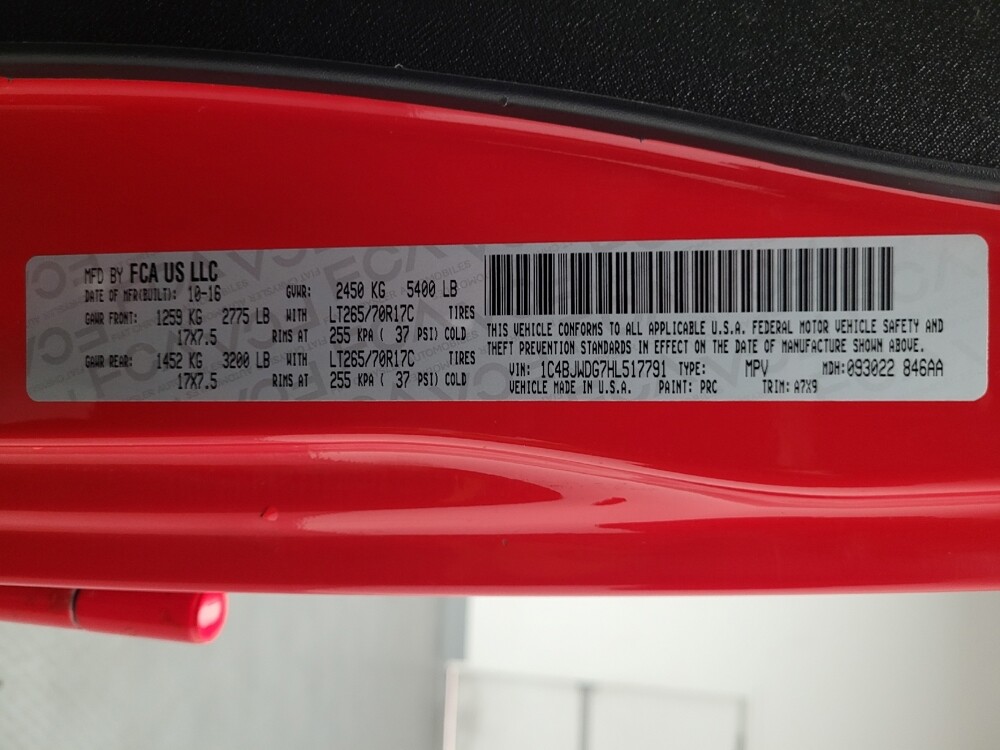 MFD BY FCA US LLC
DATE OF MFR(BUILT): 10-16 GVWR: 2450 KG 5400 LB
GAWR FRONT: 1259 KG 2775 LB WITH LT265/70R17C TIRES
17X7.5 RIMS AT 255 KPA ( 37 PSI) COLD
GAWR REAR: 1452 KG 3200 LB WITH LT265/70R17C TIRES
17X7.5 RIMS AT 255 KPA ( 37 PSI) COLD
THIS VEHICLE CONFORMS TO ALL APPLICABLE U.S.A. FEDERAL MOTOR VEHICLE SAFETY AND
THEFT PREVENTION STANDARDS IN EFFECT ON THE DATE OF MANUFACTURE SHOWN ABOVE.
VIN: 1C4BJWDG7HL517791 TYPE: MPV MDH: 093022 846AA
VEHICLE MADE IN U.S.A. PAINT: PRC TRIM: A7X9